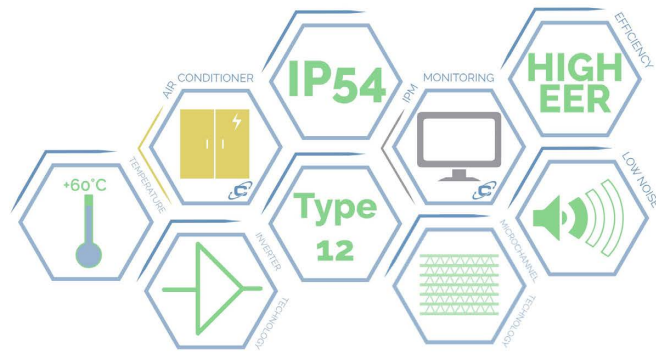 EFFICIENCY
HIGH
EER
IP54
AIR CONDITIONER
IPM MONITORING
LOW NOISE
TEMPERATURE
+60°C
Type
12
INVERTER
TECHNOLOGY
MICROCHANNEL
TECHNOLOGY